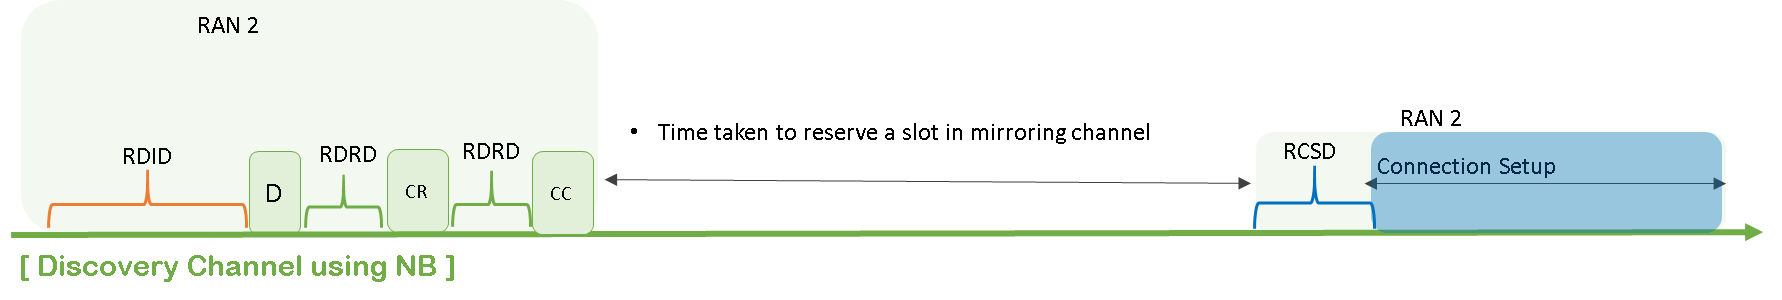 RAN 2
• Time taken to reserve a slot in mirroring channel
RAN 2
RDID
RDRD
RDRD
RCSD
Connection Setup
D
CR
CC
[ Discovery Channel using NB ]